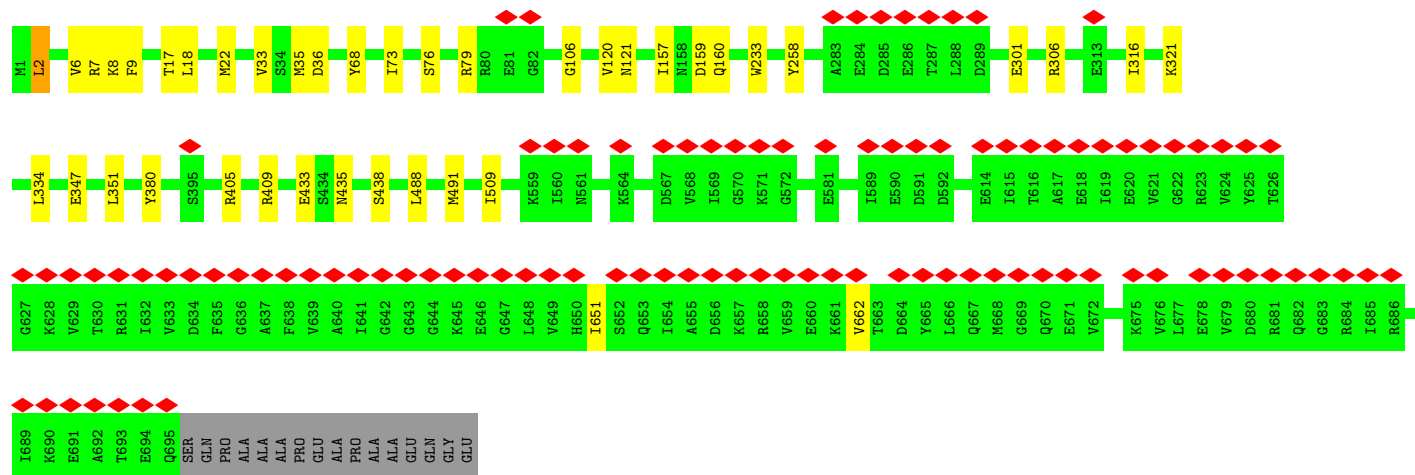 M1 L2 V6 R7 K8 F9 T17 L18 M22 V33 S34 M35 D36 Y68 I73 S76 R79 R80 E81 G82 G106 V120 N121 I157 N158 D159 Q160 W233 Y258 A283 E284 D285 E286 T287 L288 D289 E301 R306 E313 I316 K321
L334 E347 L351 Y380 S395 R405 R409 E433 S434 N435 S438 L488 M491 I509 K559 I560 N561 K564 D567 V568 I569 G570 K571 G572 E581 I589 E590 D591 D592 E614 I615 T616 A617 E618 I619 E620 V621 G622 R623 V624 Y625 T626
G627 K628 V629 T630 R631 I632 V633 D634 F635 G636 A637 F638 V639 A640 I641 G642 G643 G644 K645 E646 G647 L648 V649 H650 I651 S652 Q653 I654 A655 D656 K657 R658 V659 E660 K661 V662 T663 D664 Y665 L666 Q667 M668 G669 Q670 E671 V672 K675 V676 L677 E678 V679 D680 R681 Q682 G683 R684 I685 R686
I689 K690 E691 A692 T693 E694 Q695 SER GLN PRO ALA ALA ALA PRO GLU ALA PRO ALA ALA GLU GLN GLY GLU